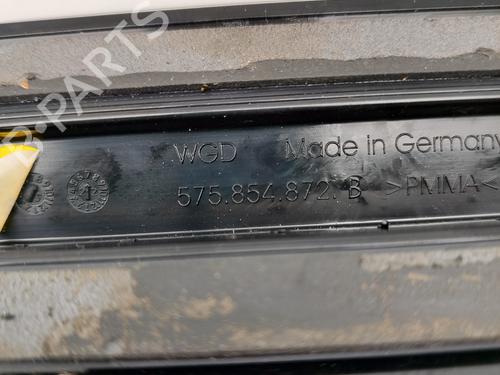 B-PARTS
WGD Made in Germany
575.854.872. B >PMMA<